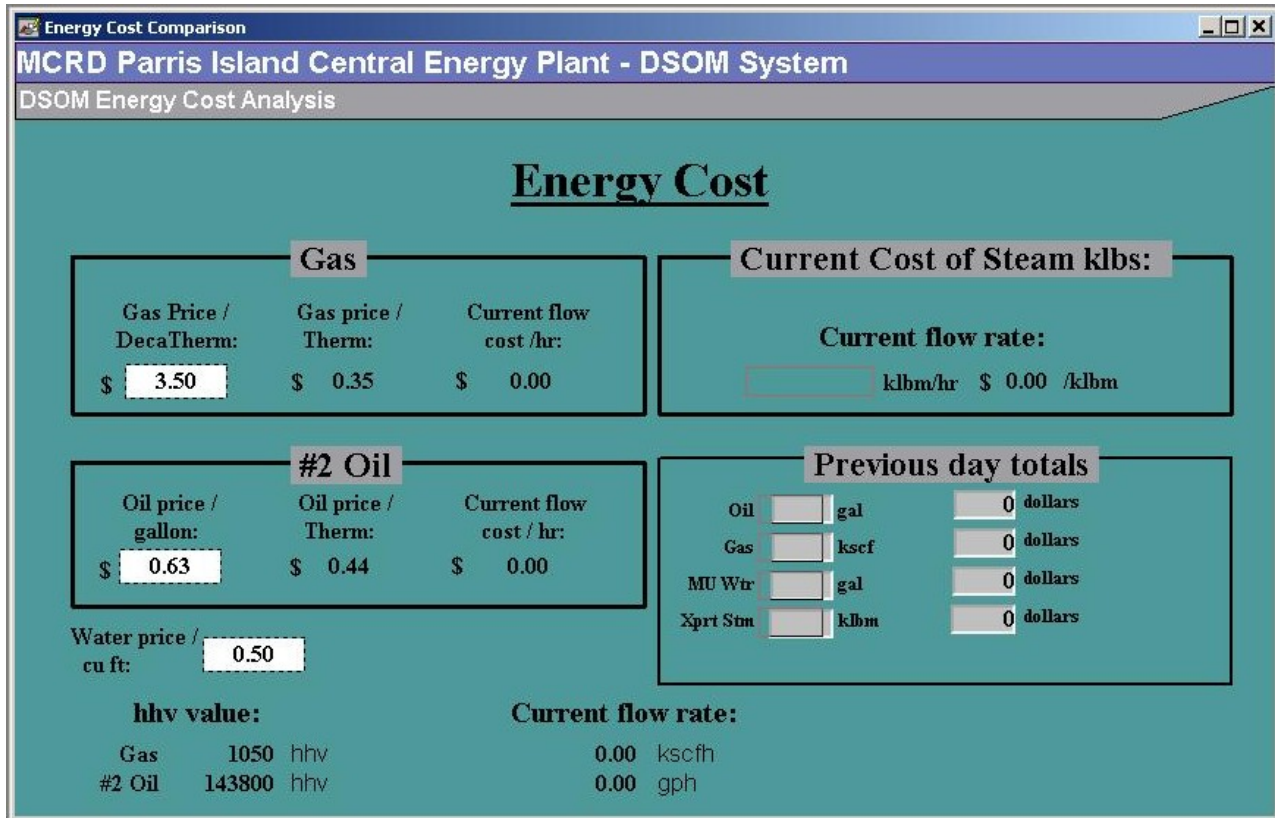 Energy Cost Comparison
MCRD Parris Island Central Energy Plant - DSOM System
DSOM Energy Cost Analysis
Energy Cost
Gas
Gas Price / DecaTherm:
Gas price / Therm:
Current flow cost /hr:
$ 3.50
$ 0.35
$ 0.00
Current Cost of Steam klbs:
Current flow rate:
klbm/hr $ 0.00 /klbm
#2 Oil
Oil price / gallon:
Oil price / Therm:
Current flow cost / hr:
$ 0.63
$ 0.44
$ 0.00
Previous day totals
Oil gal 0 dollars
Gas kscf 0 dollars
MU Wtr gal 0 dollars
Xprt Stm klbm 0 dollars
Water price / cu ft: 0.50
hhv value:
Gas 1050 hhv
#2 Oil 143800 hhv
Current flow rate:
0.00 kscfh
0.00 gph